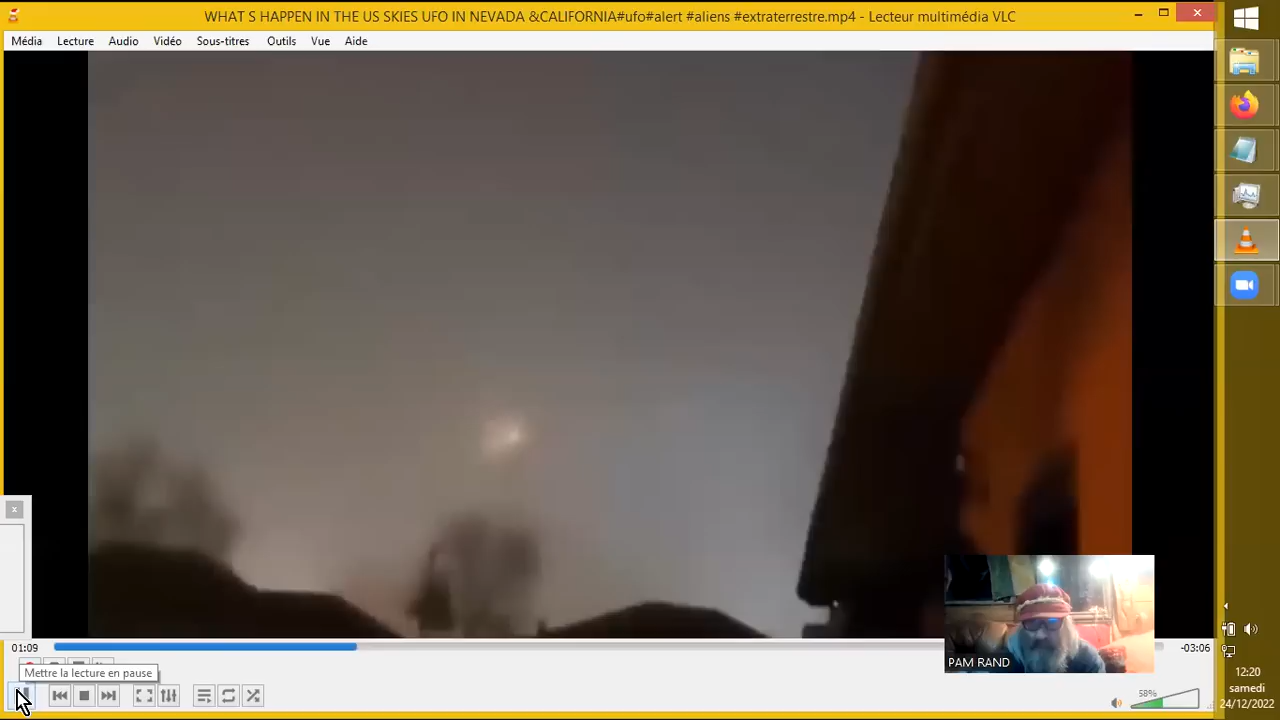 WHAT S HAPPEN IN THE US SKIES UFO IN NEVADA &CALIFORNIA#ufo#alert #aliens #extraterrestre.mp4 - Lecteur multimédia VLC
Média Lecture Audio Vidéo Sous-titres Outils Vue Aide
PAM RAND
01:09
-03:06
Mettre la lecture en pause
58%
12:20
samedi
24/12/2022